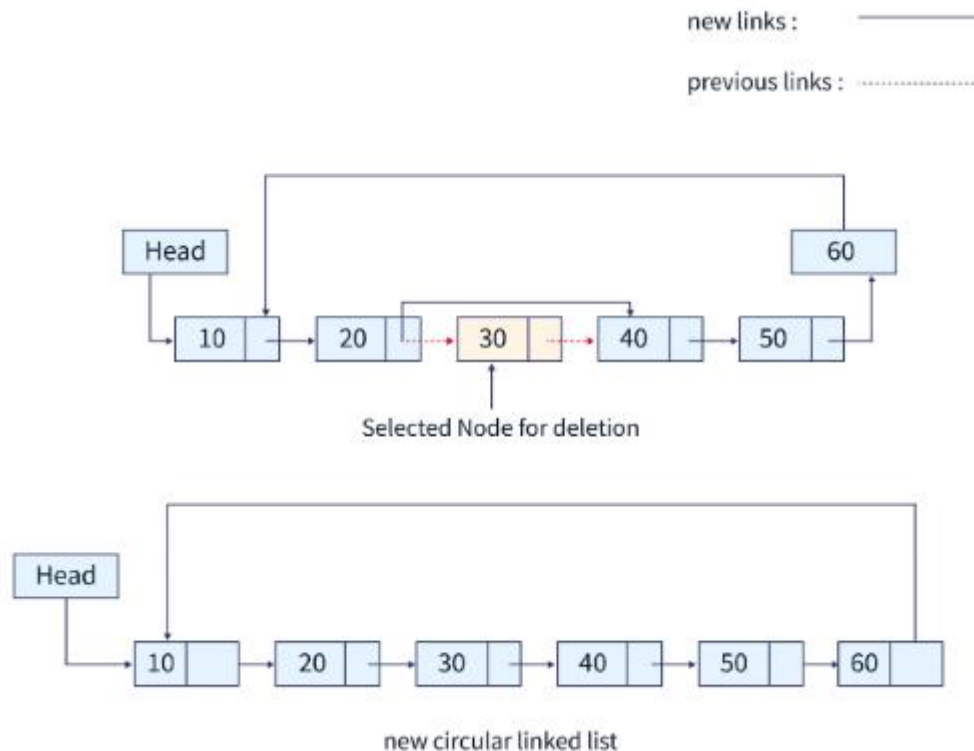 new links :
previous links :
Head
60
10 20 30 40 50
Selected Node for deletion
Head
10 20 30 40 50 60
new circular linked list